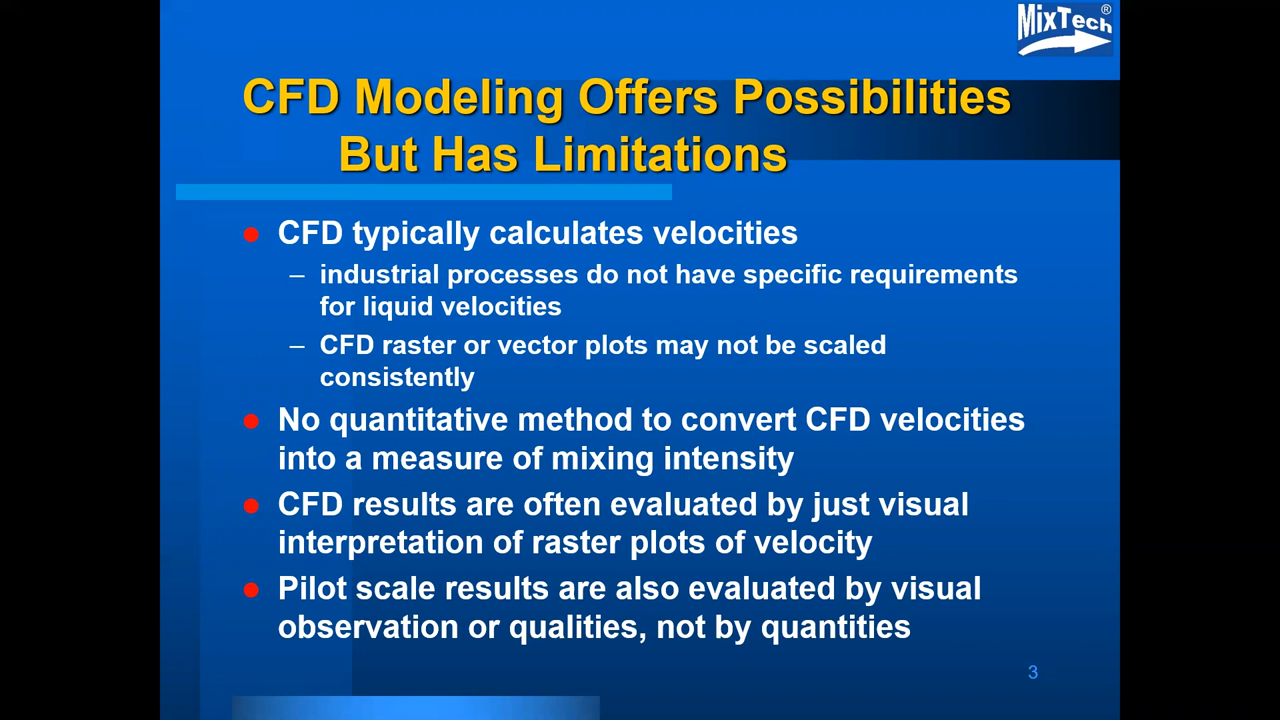 MixTech®
CFD Modeling Offers Possibilities
But Has Limitations
● CFD typically calculates velocities
– industrial processes do not have specific requirements
for liquid velocities
– CFD raster or vector plots may not be scaled
consistently
● No quantitative method to convert CFD velocities
into a measure of mixing intensity
● CFD results are often evaluated by just visual
interpretation of raster plots of velocity
● Pilot scale results are also evaluated by visual
observation or qualities, not by quantities
3